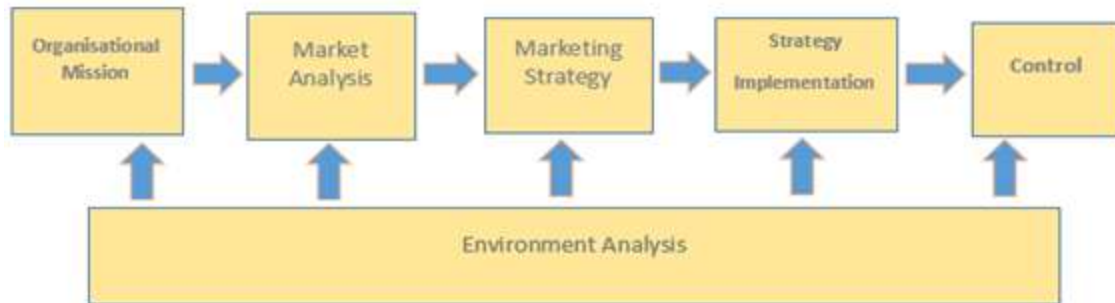 Organisational
Mission
Market
Analysis
Marketing
Strategy
Strategy
Implementation
Control
Environment Analysis